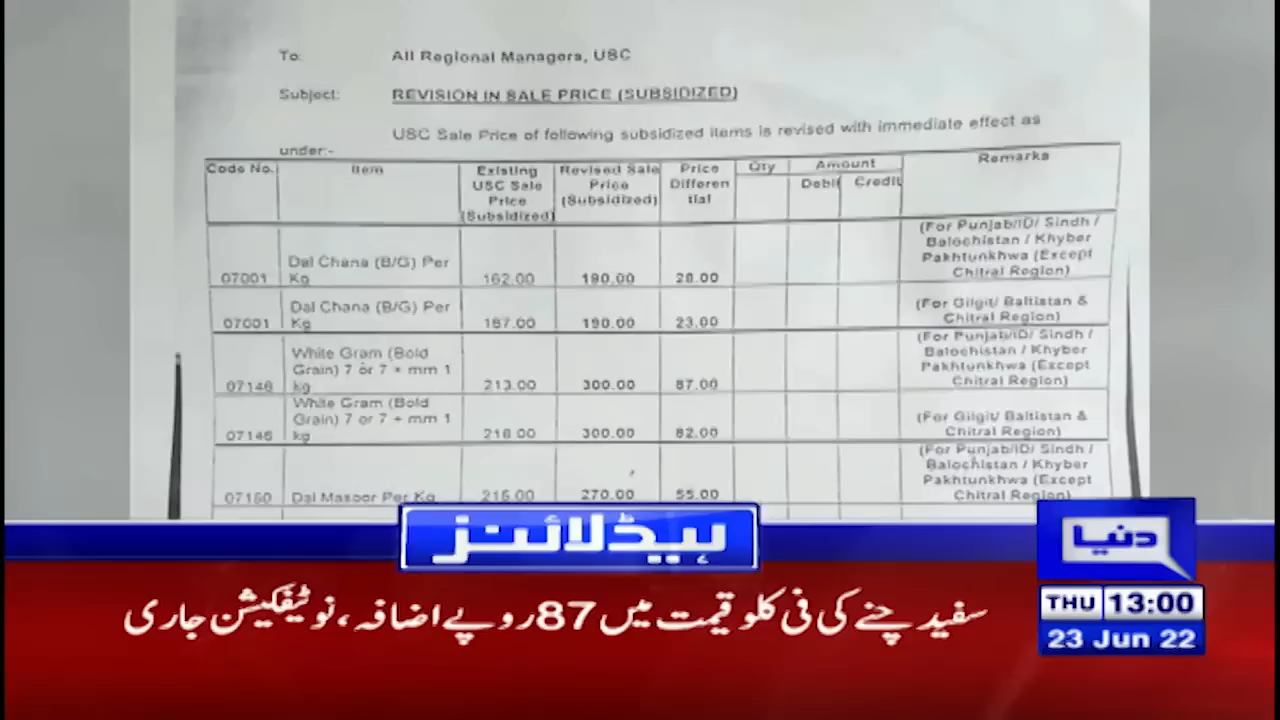 To: All Regional Managers, USC
Subject: REVISION IN SALE PRICE (SUBSIDIZED)
USC Sale Price of following subsidized items is revised with immediate effect as
under:-
Code No. Item Existing USC Sale Price (Subsidized) Revised Sale Price (Subsidized) Price Differen tial Qty Amount Debit Credit Remarks
07001 Dal Chana (B/G) Per Kg 162.00 190.00 28.00 (For Punjab/ID/ Sindh / Balochistan / Khyber Pakhtunkhwa (Except Chitral Region)
07001 Dal Chana (B/G) Per Kg 167.00 190.00 23.00 (For Gilgit/ Baltistan & Chitral Region)
07146 White Gram (Bold Grain) 7 or 7 + mm 1 kg 213.00 300.00 87.00 (For Punjab/ID/ Sindh / Balochistan / Khyber Pakhtunkhwa (Except Chitral Region)
07146 White Gram (Bold Grain) 7 or 7 + mm 1 kg 218.00 300.00 82.00 (For Gilgit/ Baltistan & Chitral Region)
07160 Dal Masoor Per Kg 215.00 270.00 55.00 (For Punjab/ID/ Sindh / Balochistan / Khyber Pakhtunkhwa (Except Chitral Region)
ہیڈلائنز
دنیا
سفید چنے کی فی کلو قیمت میں 87 روپے اضافہ، نوٹیفکیشن جاری
THU 13:00
23 Jun 22